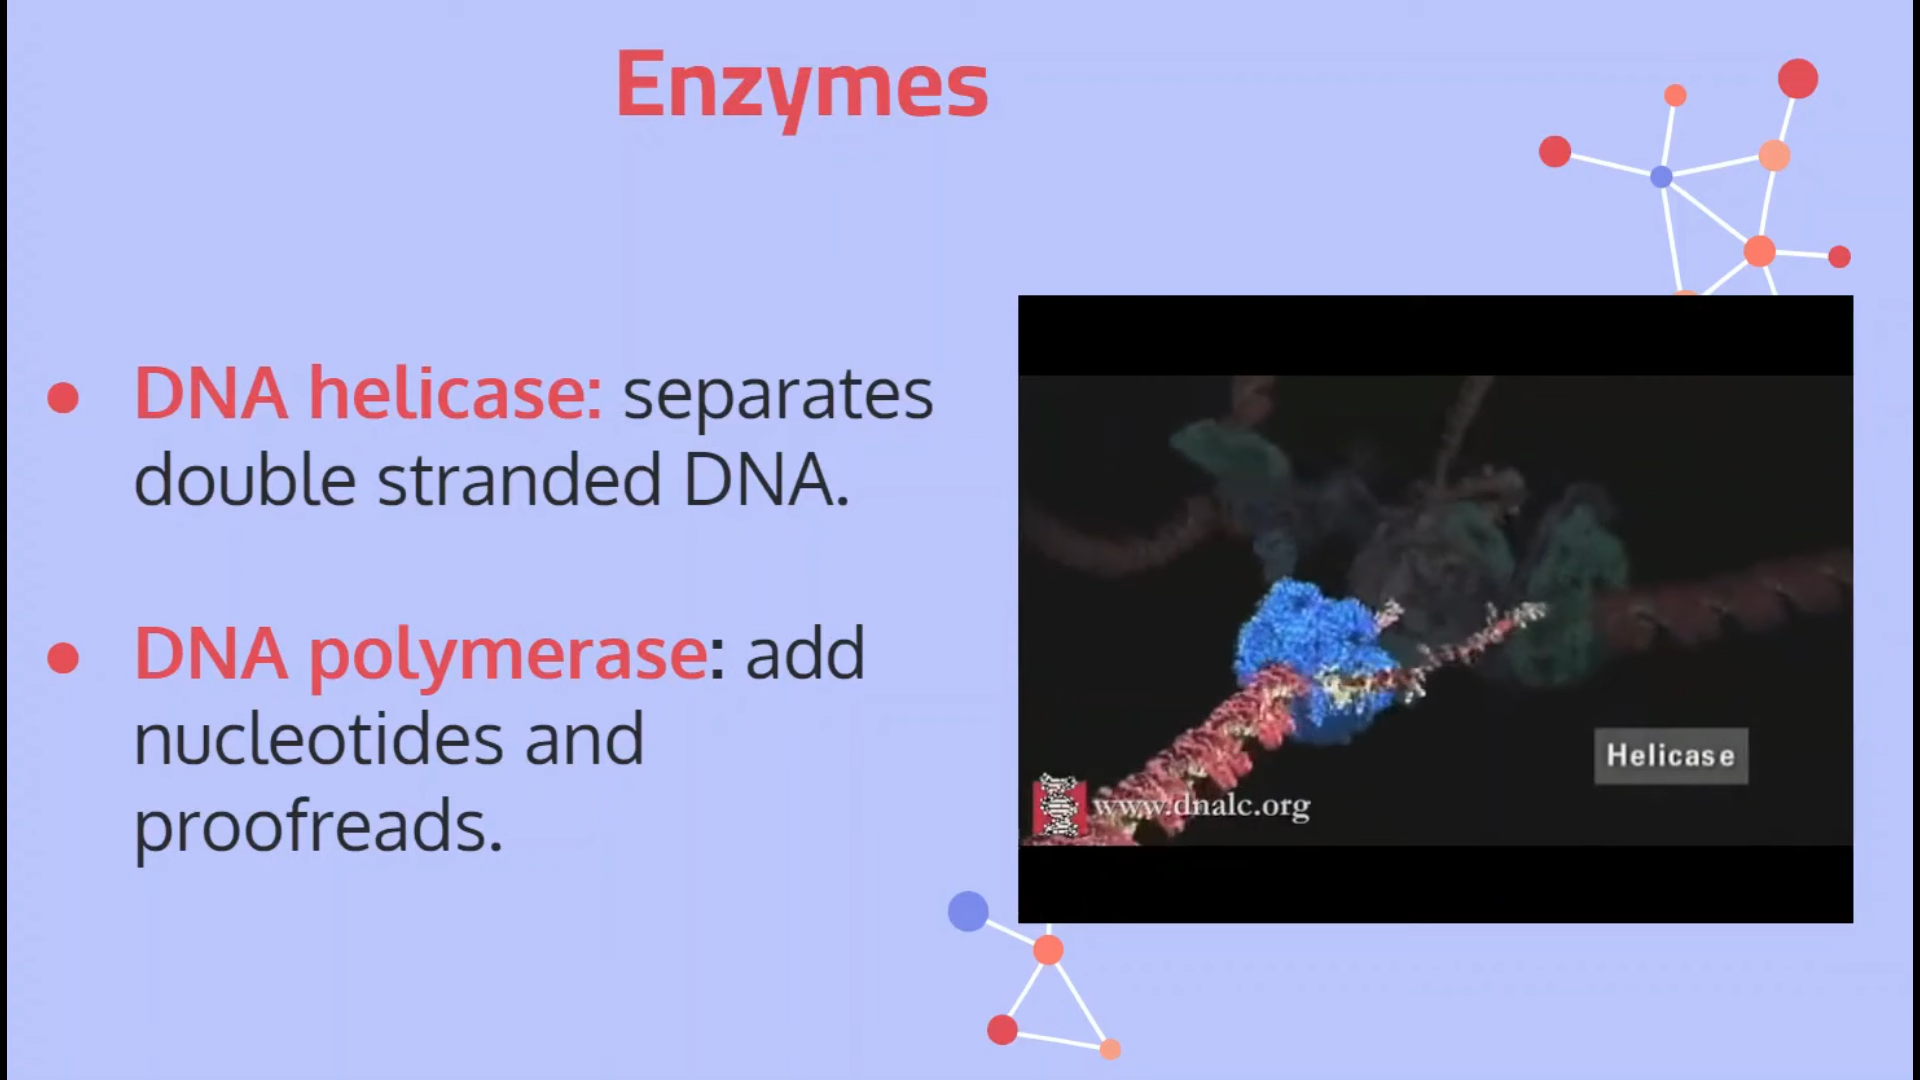 Enzymes
DNA helicase: separates
double stranded DNA.
DNA polymerase: add
nucleotides and
proofreads.
Helicase
www.dnalc.org